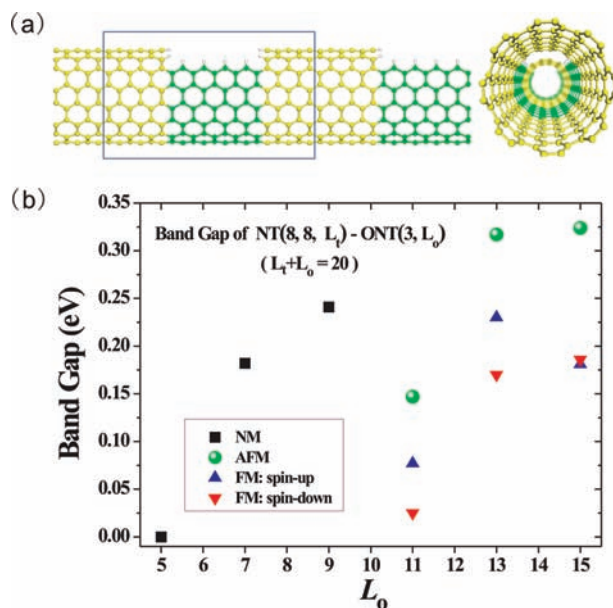 (a)
(b)
Band Gap of NT(8, 8, Lₜ) - ONT(3, Lₒ)
( Lₜ+Lₒ = 20 )
Band Gap (eV)
0.35
0.30
0.25
0.20
0.15
0.10
0.05
0.00
NM
AFM
FM: spin-up
FM: spin-down
5 6 7 8 9 10 11 12 13 14 15
Lₒ